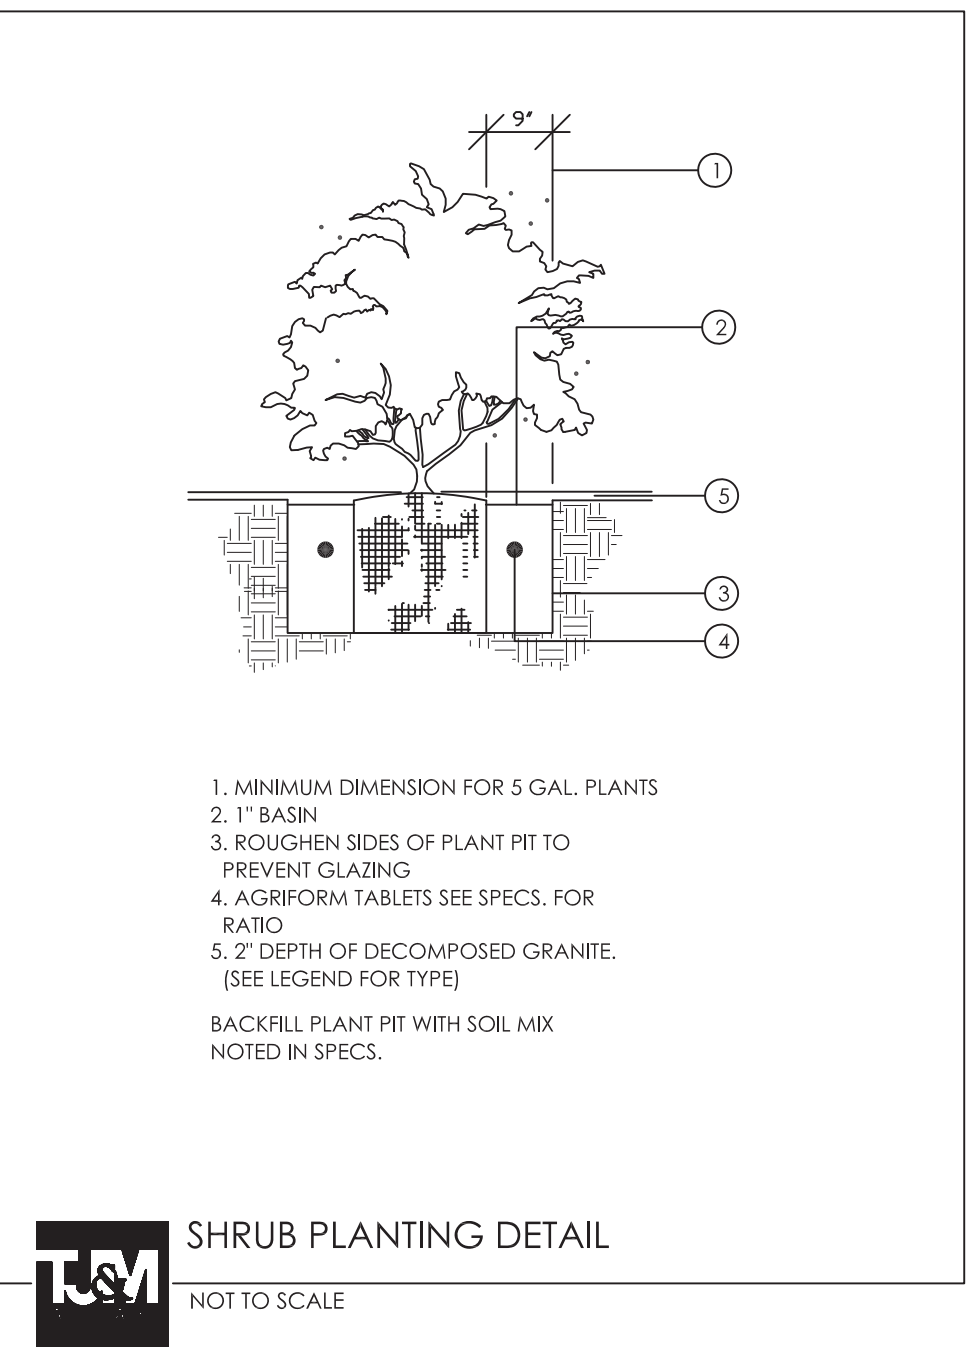 9"
1
2
5
3
4
1. MINIMUM DIMENSION FOR 5 GAL. PLANTS
2. 1" BASIN
3. ROUGHEN SIDES OF PLANT PIT TO
PREVENT GLAZING
4. AGRIFORM TABLETS SEE SPECS. FOR
RATIO
5. 2" DEPTH OF DECOMPOSED GRANITE.
(SEE LEGEND FOR TYPE)
BACKFILL PLANT PIT WITH SOIL MIX
NOTED IN SPECS.
SHRUB PLANTING DETAIL
TJ&M
NOT TO SCALE